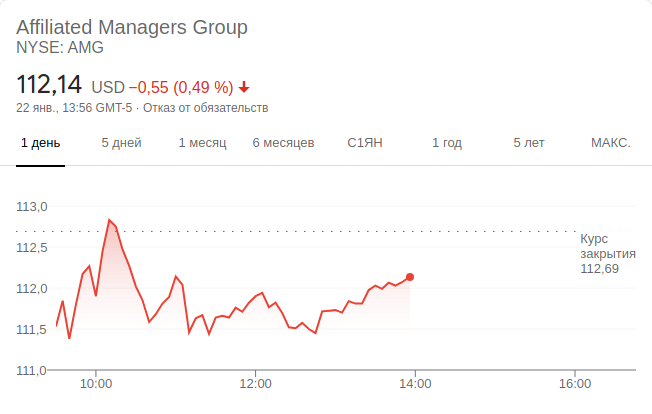 Affiliated Managers Group
NYSE: AMG
112,14 USD −0,55 (0,49 %)
22 янв., 13:56 GMT-5 · Отказ от обязательств
1 день 5 дней 1 месяц 6 месяцев С1ЯН 1 год 5 лет МАКС.
113,0
112,5
112,0
111,5
111,0
Курс
закрытия
112,69
10:00 12:00 14:00 16:00